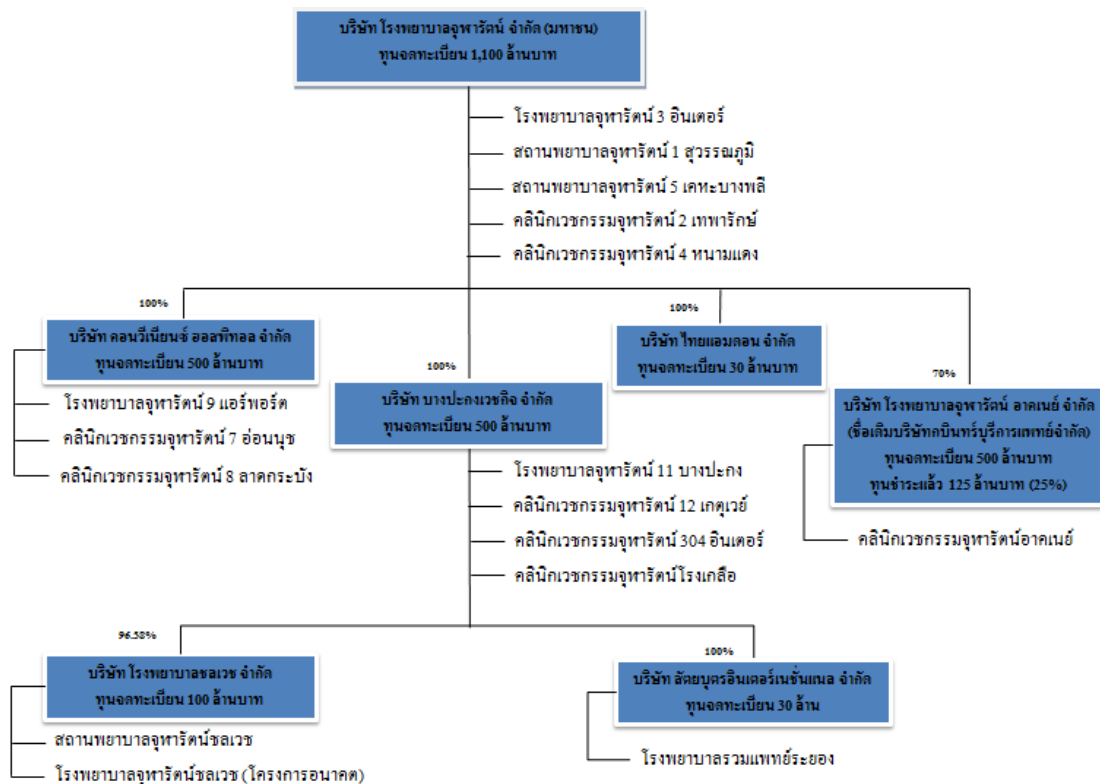 บริษัท โรงพยาบาลจุฬารัตน์ จำกัด (มหาชน)
ทุนจดทะเบียน 1,100 ล้านบาท
โรงพยาบาลจุฬารัตน์ 3 อินเตอร์
สถานพยาบาลจุฬารัตน์ 1 สุวรรณภูมิ
สถานพยาบาลจุฬารัตน์ 5 เคหะบางพลี
คลินิกเวชกรรมจุฬารัตน์ 2 เทพารักษ์
คลินิกเวชกรรมจุฬารัตน์ 4 หนามแดง
100%
บริษัท คอนวีเนียนซ์ ฮอลพิทอล จำกัด
ทุนจดทะเบียน 500 ล้านบาท
โรงพยาบาลจุฬารัตน์ 9 แอร์พอร์ต
คลินิกเวชกรรมจุฬารัตน์ 7 อ่อนนุช
คลินิกเวชกรรมจุฬารัตน์ 8 ลาดกระบัง
100%
บริษัท บางปะกงเวชกิจ จำกัด
ทุนจดทะเบียน 500 ล้านบาท
โรงพยาบาลจุฬารัตน์ 11 บางปะกง
คลินิกเวชกรรมจุฬารัตน์ 12 เกตุเวย์
คลินิกเวชกรรมจุฬารัตน์ 304 อินเตอร์
คลินิกเวชกรรมจุฬารัตน์โรงเกลือ
100%
บริษัท ไทยแอมดอน จำกัด
ทุนจดทะเบียน 30 ล้านบาท
70%
บริษัท โรงพยาบาลจุฬารัตน์ อาคเนย์ จำกัด
(ชื่อเดิมบริษัทกบินทร์บุรีการแพทย์จำกัด)
ทุนจดทะเบียน 500 ล้านบาท
ทุนชำระแล้ว 125 ล้านบาท (25%)
คลินิกเวชกรรมจุฬารัตน์อาคเนย์
96.58%
บริษัท โรงพยาบาลชลเวช จำกัด
ทุนจดทะเบียน 100 ล้านบาท
สถานพยาบาลจุฬารัตน์ชลเวช
โรงพยาบาลจุฬารัตน์ชลเวช (โครงการอนาคต)
100%
บริษัท สัตยบุตรอินเตอร์เนชั่นแนล จำกัด
ทุนจดทะเบียน 30 ล้าน
โรงพยาบาลรวมแพทย์ระยอง